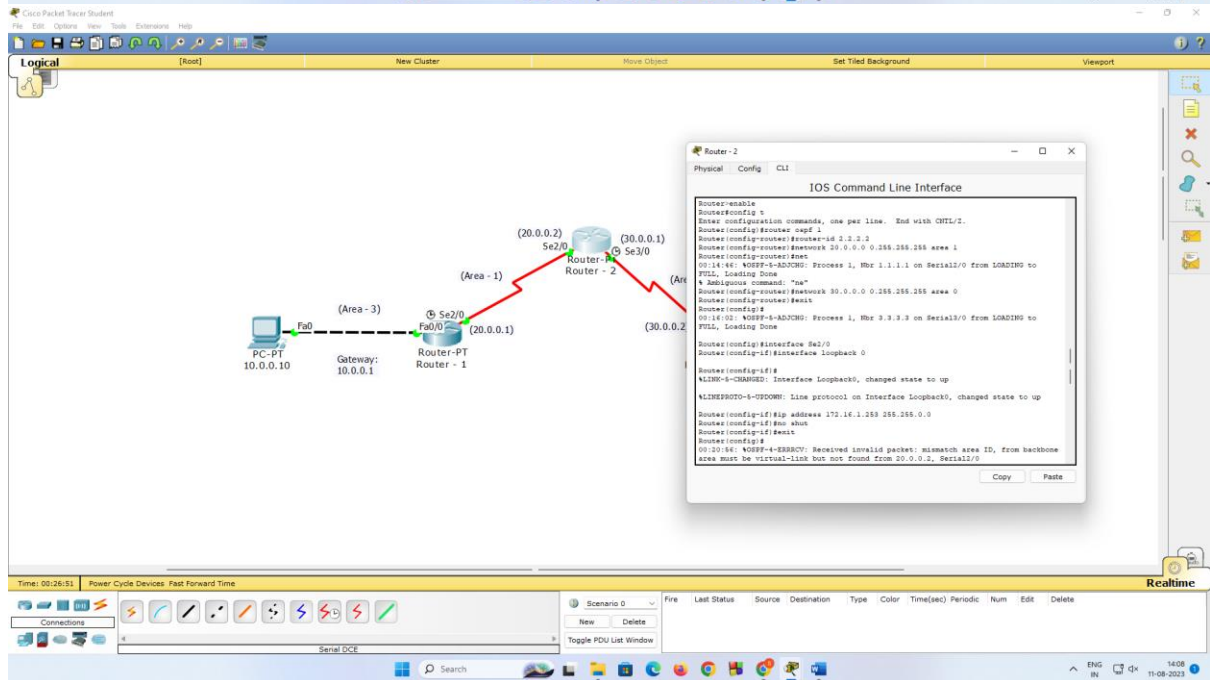 Cisco Packet Tracer Student
File Edit Options View Tools Extensions Help
Logical [Root] New Cluster Move Object Set Tiled Background Viewport
Router - 2
Physical Config CLI
IOS Command Line Interface
Router>enable
Router#config t
Enter configuration commands, one per line. End with CNTL/Z.
Router(config)#router ospf 1
Router(config-router)#router-id 2.2.2.2
Router(config-router)#network 20.0.0.0 0.255.255.255 area 1
Router(config-router)#net
00:14:46: %OSPF-5-ADJCHG: Process 1, Nbr 1.1.1.1 on Serial2/0 from LOADING to
FULL, Loading Done
% Ambiguous command: "ne"
Router(config-router)#network 30.0.0.0 0.255.255.255 area 0
Router(config-router)#exit
Router(config)#
00:16:02: %OSPF-5-ADJCHG: Process 1, Nbr 3.3.3.3 on Serial3/0 from LOADING to
FULL, Loading Done
Router(config)#interface Se2/0
Router(config-if)#interface loopback 0
Router(config-if)#
%LINK-5-CHANGED: Interface Loopback0, changed state to up
%LINEPROTO-5-UPDOWN: Line protocol on Interface Loopback0, changed state to up
Router(config-if)#ip address 172.16.1.253 255.255.0.0
Router(config-if)#no shut
Router(config-if)#exit
Router(config)#
00:20:56: %OSPF-4-ERRRCV: Received invalid packet: mismatch area ID, from backbone
area must be virtual-link but not found from 20.0.0.2, Serial2/0
Copy Paste
(20.0.0.2)
Se2/0
(30.0.0.1)
Se3/0
Router-PT
Router - 2
(Area - 1)
(Are
(Area - 3)
Fa0
Se2/0
Fa0/0
(20.0.0.1)
(30.0.0.2
PC-PT
10.0.0.10
Gateway:
10.0.0.1
Router-PT
Router - 1
Time: 00:26:51 Power Cycle Devices Fast Forward Time
Realtime
Connections
Serial DCE
Scenario 0
New Delete
Toggle PDU List Window
Fire Last Status Source Destination Type Color Time(sec) Periodic Num Edit Delete
Search
ENG
IN
14:08
11-08-2023